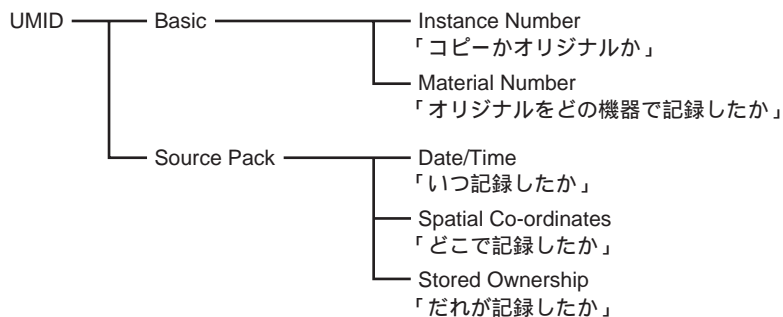 UMID Basic Instance Number
「コピーかオリジナルか」
Material Number
「オリジナルをどの機器で記録したか」
Source Pack Date/Time
「いつ記録したか」
Spatial Co-ordinates
「どこで記録したか」
Stored Ownership
「だれが記録したか」